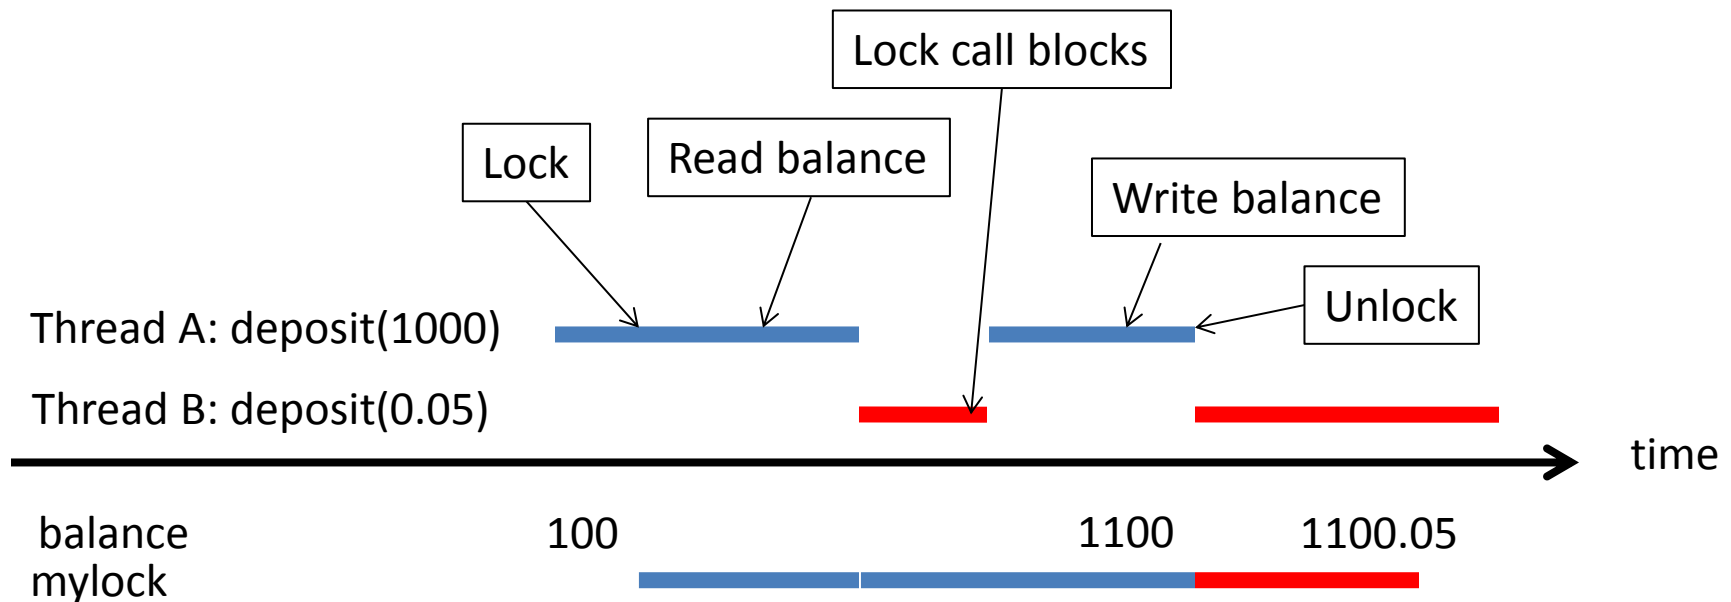 Lock call blocks
Lock
Read balance
Write balance
Unlock
Thread A: deposit(1000)
Thread B: deposit(0.05)
time
balance 100 1100 1100.05
mylock